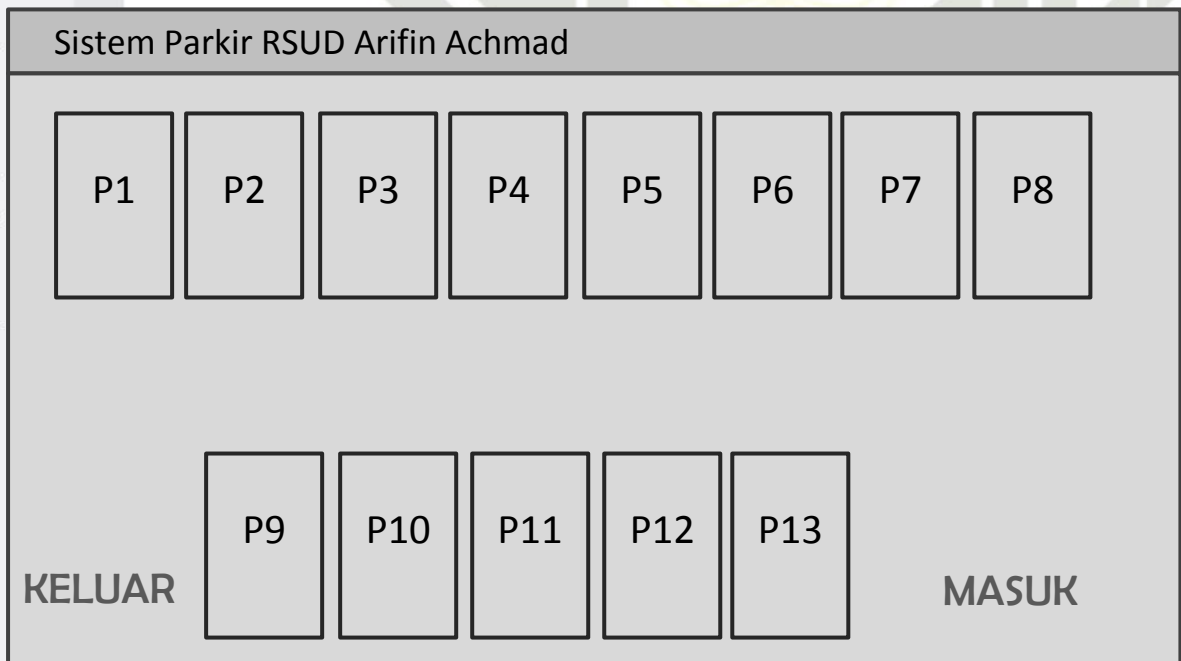 Sistem Parkir RSUD Arifin Achmad
P1 P2 P3 P4 P5 P6 P7 P8
P9 P10 P11 P12 P13
KELUAR MASUK